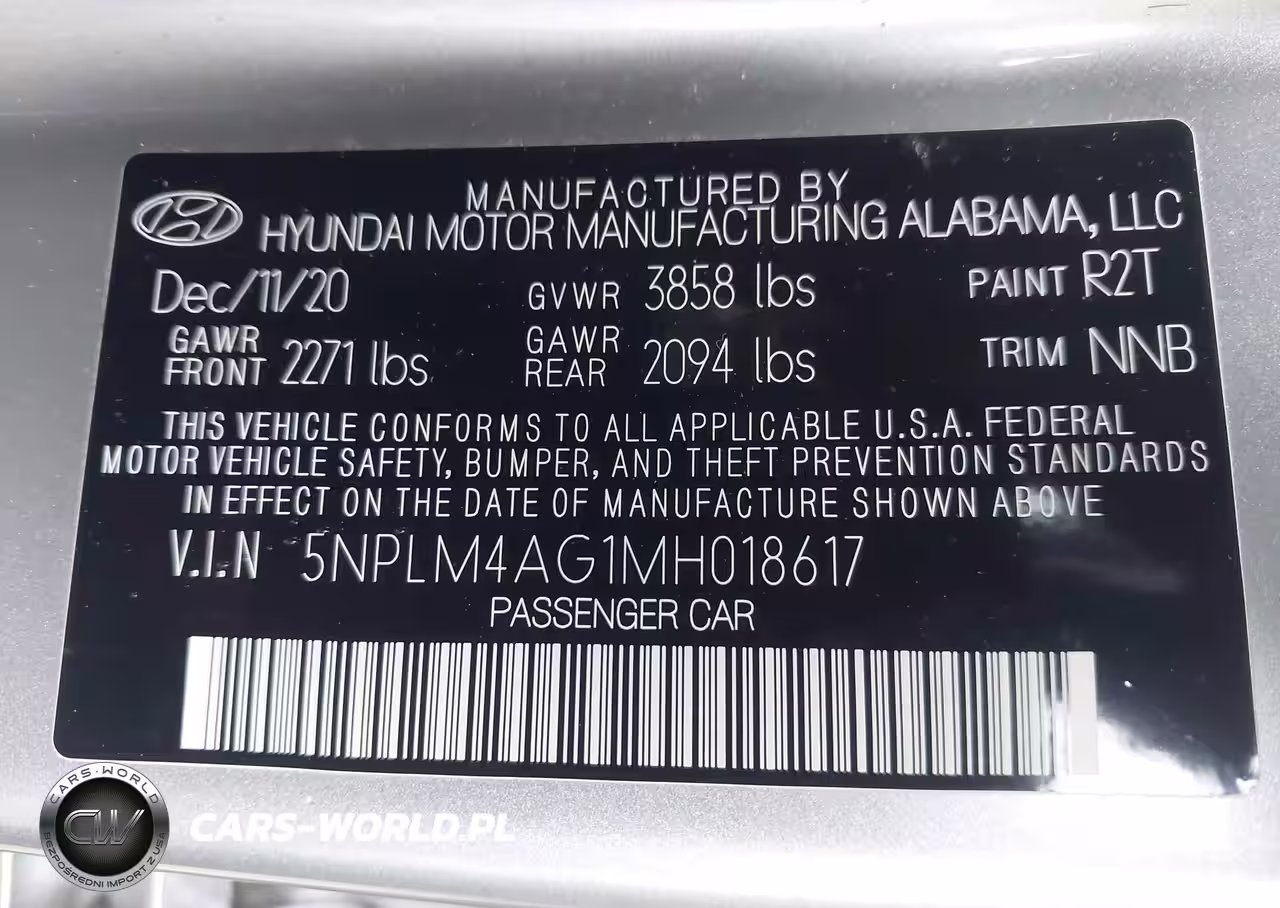 MANUFACTURED BY
HYUNDAI MOTOR MANUFACTURING ALABAMA, LLC
Dec/11/20 GVWR 3858 lbs PAINT R2T
GAWR FRONT 2271 lbs GAWR REAR 2094 lbs TRIM NNB
THIS VEHICLE CONFORMS TO ALL APPLICABLE U.S.A. FEDERAL
MOTOR VEHICLE SAFETY, BUMPER, AND THEFT PREVENTION STANDARDS
IN EFFECT ON THE DATE OF MANUFACTURE SHOWN ABOVE
V.I.N 5NPLM4AG1MH018617
PASSENGER CAR
CARS·WORLD
CW
BEZPOŚREDNI IMPORT Z USA
CARS-WORLD.PL